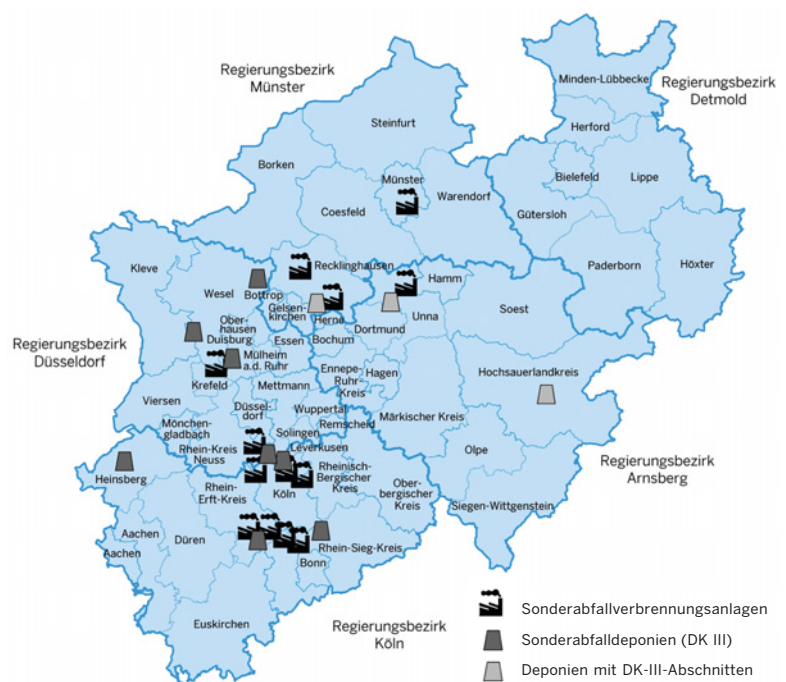 Regierungsbezirk
Münster
Minden-Lübbecke
Regierungsbezirk
Detmold
Steinfurt
Herford
Borken
Bielefeld
Lippe
Münster
Warendorf
Coesfeld
Gütersloh
Kleve
Recklinghausen
Paderborn
Höxter
Hamm
Wesel
Bottrop
Gelsen-
kirchen
Herne
Unna
Soest
Ober-
hausen
Dortmund
Regierungsbezirk
Düsseldorf
Duisburg
Essen
Bochum
Mülheim
a.d. Ruhr
Krefeld
Ennepe-
Ruhr-
Kreis
Hagen
Hochsauerlandkreis
Mettmann
Viersen
Düssel-
dorf
Wuppertal
Märkischer Kreis
Mönchen-
gladbach
Remscheid
Solingen
Rhein-Kreis
Neuss
Leverkusen
Olpe
Regierungsbezirk
Arnsberg
Heinsberg
Rheinisch-
Bergischer
Kreis
Rhein-
Erft-Kreis
Köln
Ober-
bergischer
Kreis
Siegen-Wittgenstein
Aachen
Aachen
Düren
Rhein-Sieg-Kreis
Bonn
Euskirchen
Regierungsbezirk
Köln
Sonderabfallverbrennungsanlagen
Sonderabfalldeponien (DK III)
Deponien mit DK-III-Abschnitten